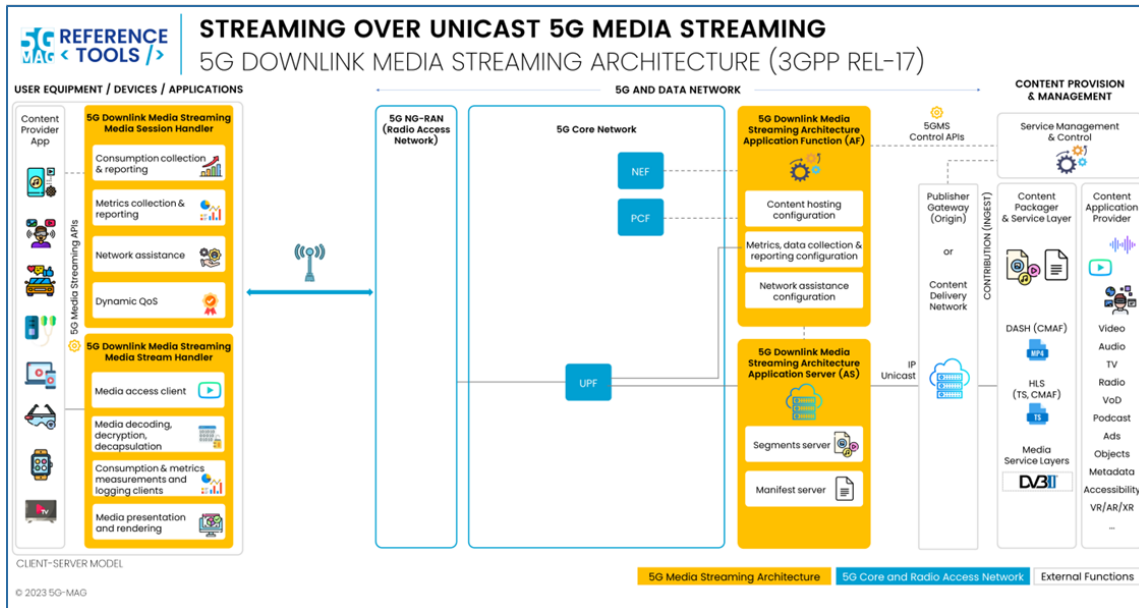 5G MAG REFERENCE TOOLS
STREAMING OVER UNICAST 5G MEDIA STREAMING
5G DOWNLINK MEDIA STREAMING ARCHITECTURE (3GPP REL-17)
USER EQUIPMENT / DEVICES / APPLICATIONS
5G AND DATA NETWORK
CONTENT PROVISION
& MANAGEMENT
Content
Provider
App
5G Media Streaming APIs
5G Downlink Media Streaming
Media Session Handler
Consumption collection
& reporting
Metrics collection &
reporting
Network assistance
Dynamic QoS
5G Downlink Media Streaming
Media Stream Handler
Media access client
Media decoding,
decryption,
decapsulation
Consumption & metrics
measurements and
logging clients
Media presentation
and rendering
TV
CLIENT-SERVER MODEL
5G NG-RAN
(Radio Access
Network)
5G Core Network
NEF
PCF
UPF
5G Downlink Media
Streaming Architecture
Application Function (AF)
Content hosting
configuration
Metrics, data collection &
reporting configuration
Network assistance
configuration
5G Downlink Media
Streaming Architecture
Application Server (AS)
Segments server
Manifest server
5GMS
Control APIs
IP
Unicast
Publisher
Gateway
(Origin)
or
Content
Delivery
Network
CONTRIBUTION (INGEST)
Service Management
& Control
Content
Packager
& Service Layer
DASH (CMAF)
MP4
HLS
(TS, CMAF)
TS
Media
Service Layers
DVB
Content
Application
Provider
Video
Audio
TV
Radio
VoD
Podcast
Ads
Objects
Metadata
Accessibility
VR/AR/XR
...
5G Media Streaming Architecture
5G Core and Radio Access Network
External Functions
© 2023 5G-MAG